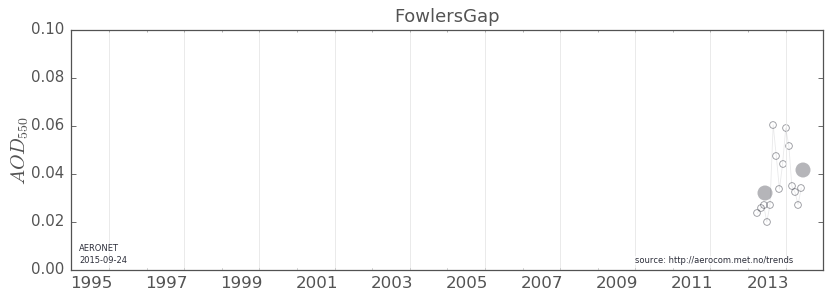 FowlersGap
0.10
0.08
0.06
0.04
0.02
0.00
AOD550
AERONET
2015-09-24
source: http://aerocom.met.no/trends
1995 1997 1999 2001 2003 2005 2007 2009 2011 2013